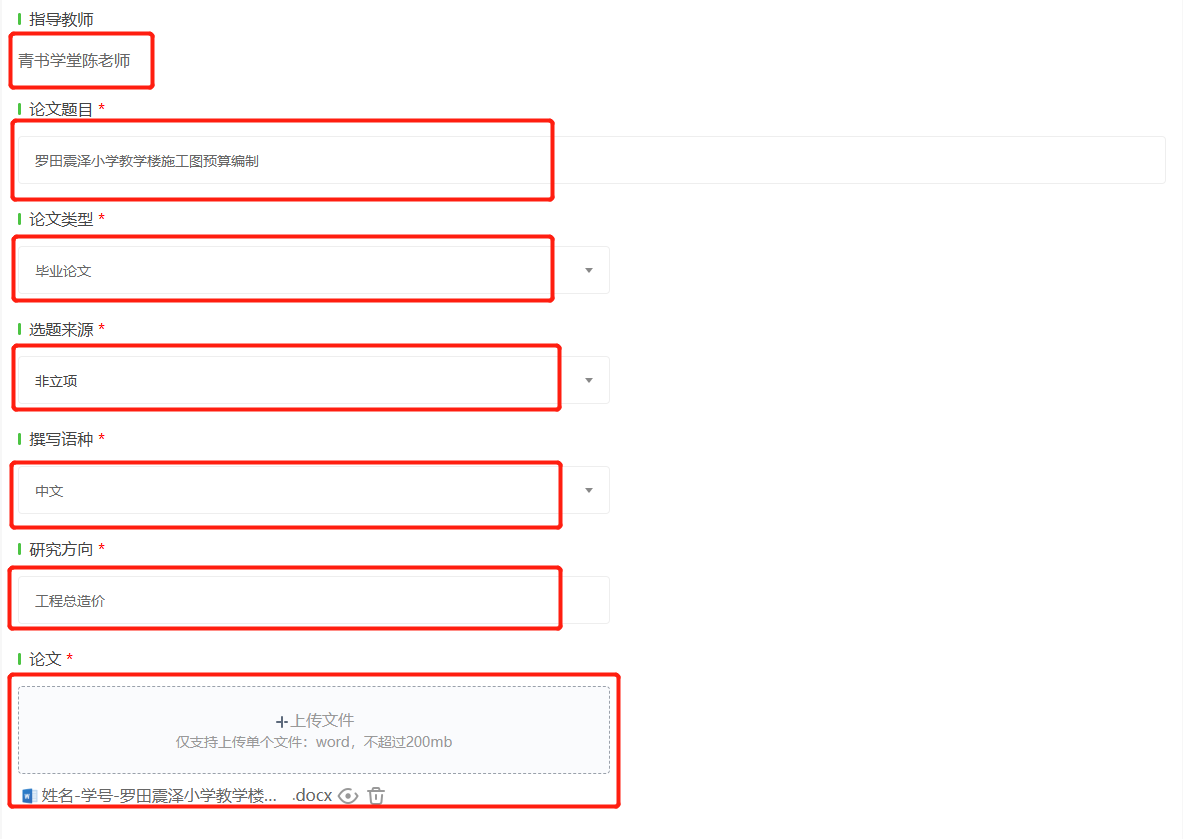 指导教师
青书学堂陈老师
论文题目 *
罗田震泽小学教学楼施工图预算编制
论文类型 *
毕业论文
选题来源 *
非立项
撰写语种 *
中文
研究方向 *
工程总造价
论文 *
+上传文件
仅支持上传单个文件：word，不超过200mb
姓名-学号-罗田震泽小学教学楼... .docx